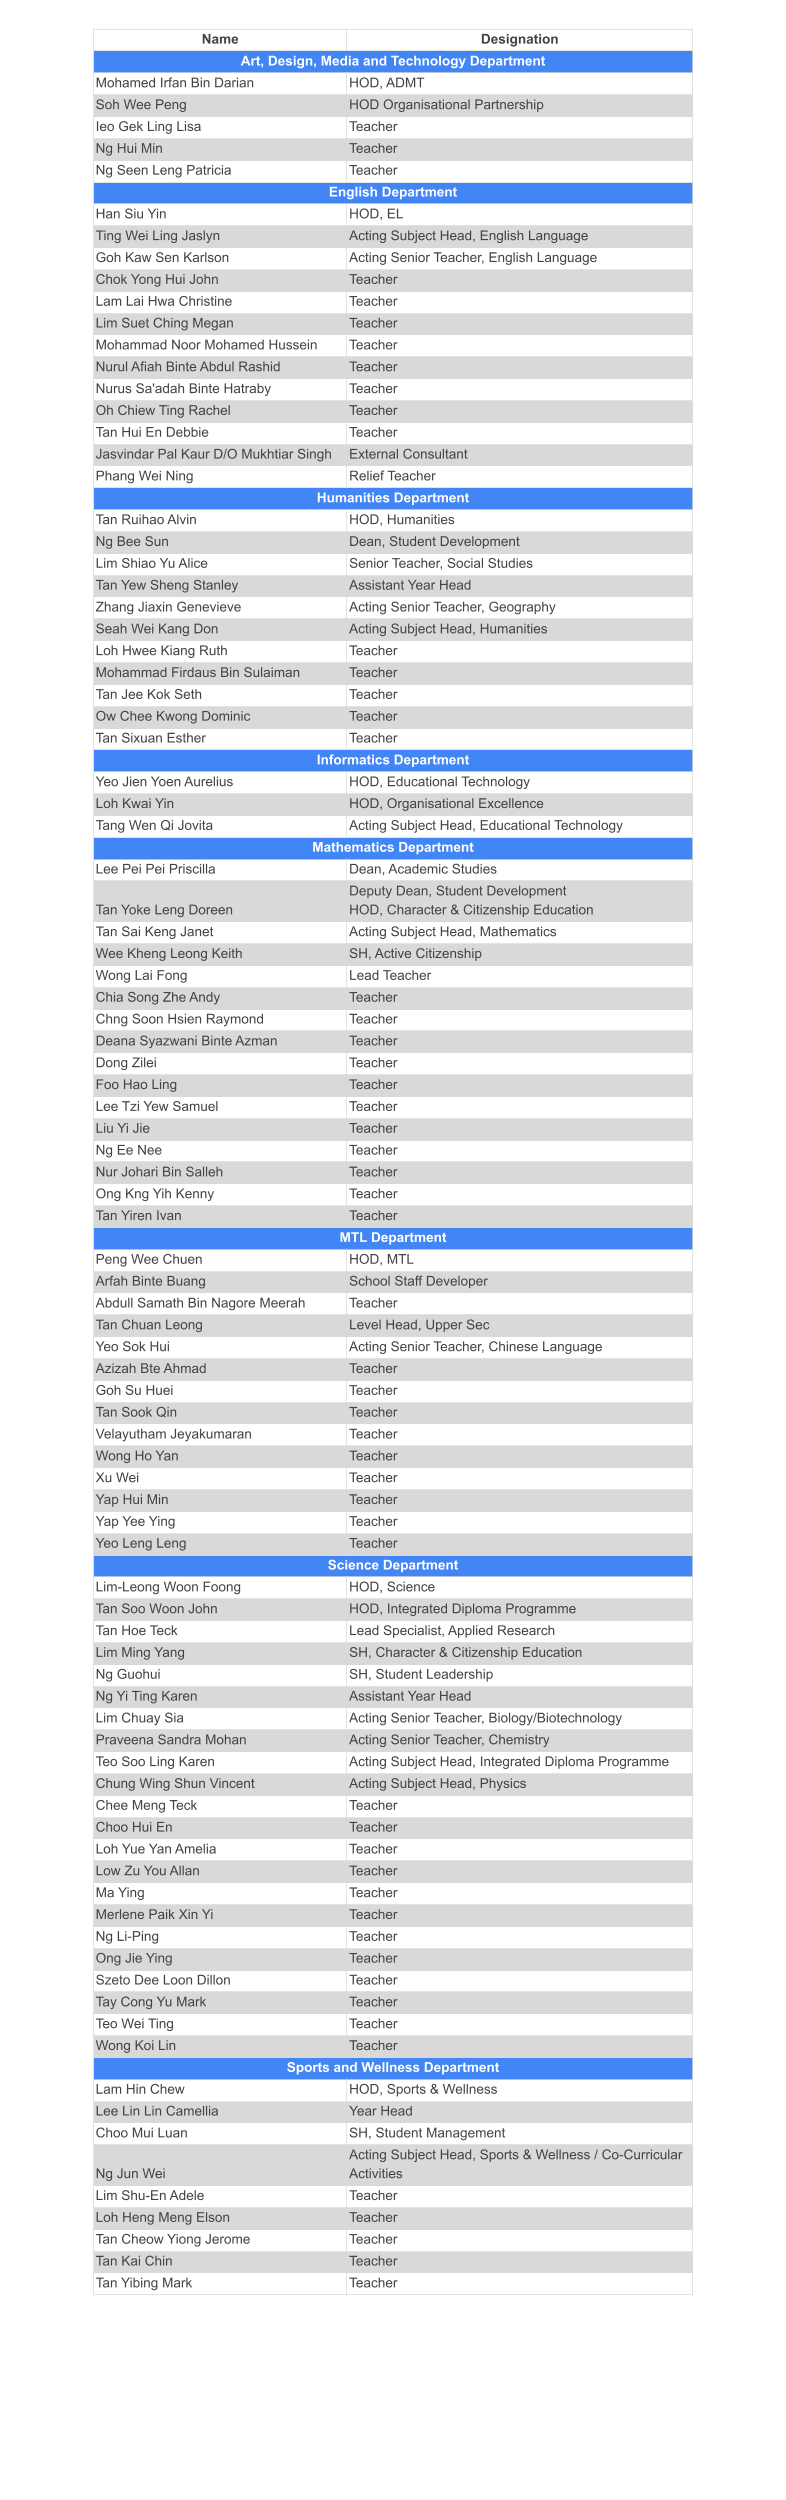 Name Designation
Art, Design, Media and Technology Department
Mohamed Irfan Bin Darian HOD, ADMT
Soh Wee Peng HOD Organisational Partnership
Ieo Gek Ling Lisa Teacher
Ng Hui Min Teacher
Ng Seen Leng Patricia Teacher
English Department
Han Siu Yin HOD, EL
Ting Wei Ling Jaslyn Acting Subject Head, English Language
Goh Kaw Sen Karlson Acting Senior Teacher, English Language
Chok Yong Hui John Teacher
Lam Lai Hwa Christine Teacher
Lim Suet Ching Megan Teacher
Mohammad Noor Mohamed Hussein Teacher
Nurul Afiah Binte Abdul Rashid Teacher
Nurus Sa'adah Binte Hatraby Teacher
Oh Chiew Ting Rachel Teacher
Tan Hui En Debbie Teacher
Jasvindar Pal Kaur D/O Mukhtiar Singh External Consultant
Phang Wei Ning Relief Teacher
Humanities Department
Tan Ruihao Alvin HOD, Humanities
Ng Bee Sun Dean, Student Development
Lim Shiao Yu Alice Senior Teacher, Social Studies
Tan Yew Sheng Stanley Assistant Year Head
Zhang Jiaxin Genevieve Acting Senior Teacher, Geography
Seah Wei Kang Don Acting Subject Head, Humanities
Loh Hwee Kiang Ruth Teacher
Mohammad Firdaus Bin Sulaiman Teacher
Tan Jee Kok Seth Teacher
Ow Chee Kwong Dominic Teacher
Tan Sixuan Esther Teacher
Informatics Department
Yeo Jien Yoen Aurelius HOD, Educational Technology
Loh Kwai Yin HOD, Organisational Excellence
Tang Wen Qi Jovita Acting Subject Head, Educational Technology
Mathematics Department
Lee Pei Pei Priscilla Dean, Academic Studies
Deputy Dean, Student Development
Tan Yoke Leng Doreen HOD, Character & Citizenship Education
Tan Sai Keng Janet Acting Subject Head, Mathematics
Wee Kheng Leong Keith SH, Active Citizenship
Wong Lai Fong Lead Teacher
Chia Song Zhe Andy Teacher
Chng Soon Hsien Raymond Teacher
Deana Syazwani Binte Azman Teacher
Dong Zilei Teacher
Foo Hao Ling Teacher
Lee Tzi Yew Samuel Teacher
Liu Yi Jie Teacher
Ng Ee Nee Teacher
Nur Johari Bin Salleh Teacher
Ong Kng Yih Kenny Teacher
Tan Yiren Ivan Teacher
MTL Department
Peng Wee Chuen HOD, MTL
Arfah Binte Buang School Staff Developer
Abdull Samath Bin Nagore Meerah Teacher
Tan Chuan Leong Level Head, Upper Sec
Yeo Sok Hui Acting Senior Teacher, Chinese Language
Azizah Bte Ahmad Teacher
Goh Su Huei Teacher
Tan Sook Qin Teacher
Velayutham Jeyakumaran Teacher
Wong Ho Yan Teacher
Xu Wei Teacher
Yap Hui Min Teacher
Yap Yee Ying Teacher
Yeo Leng Leng Teacher
Science Department
Lim-Leong Woon Foong HOD, Science
Tan Soo Woon John HOD, Integrated Diploma Programme
Tan Hoe Teck Lead Specialist, Applied Research
Lim Ming Yang SH, Character & Citizenship Education
Ng Guohui SH, Student Leadership
Ng Yi Ting Karen Assistant Year Head
Lim Chuay Sia Acting Senior Teacher, Biology/Biotechnology
Praveena Sandra Mohan Acting Senior Teacher, Chemistry
Teo Soo Ling Karen Acting Subject Head, Integrated Diploma Programme
Chung Wing Shun Vincent Acting Subject Head, Physics
Chee Meng Teck Teacher
Choo Hui En Teacher
Loh Yue Yan Amelia Teacher
Low Zu You Allan Teacher
Ma Ying Teacher
Merlene Paik Xin Yi Teacher
Ng Li-Ping Teacher
Ong Jie Ying Teacher
Szeto Dee Loon Dillon Teacher
Tay Cong Yu Mark Teacher
Teo Wei Ting Teacher
Wong Koi Lin Teacher
Sports and Wellness Department
Lam Hin Chew HOD, Sports & Wellness
Lee Lin Lin Camellia Year Head
Choo Mui Luan SH, Student Management
Acting Subject Head, Sports & Wellness / Co-Curricular
Ng Jun Wei Activities
Lim Shu-En Adele Teacher
Loh Heng Meng Elson Teacher
Tan Cheow Yiong Jerome Teacher
Tan Kai Chin Teacher
Tan Yibing Mark Teacher